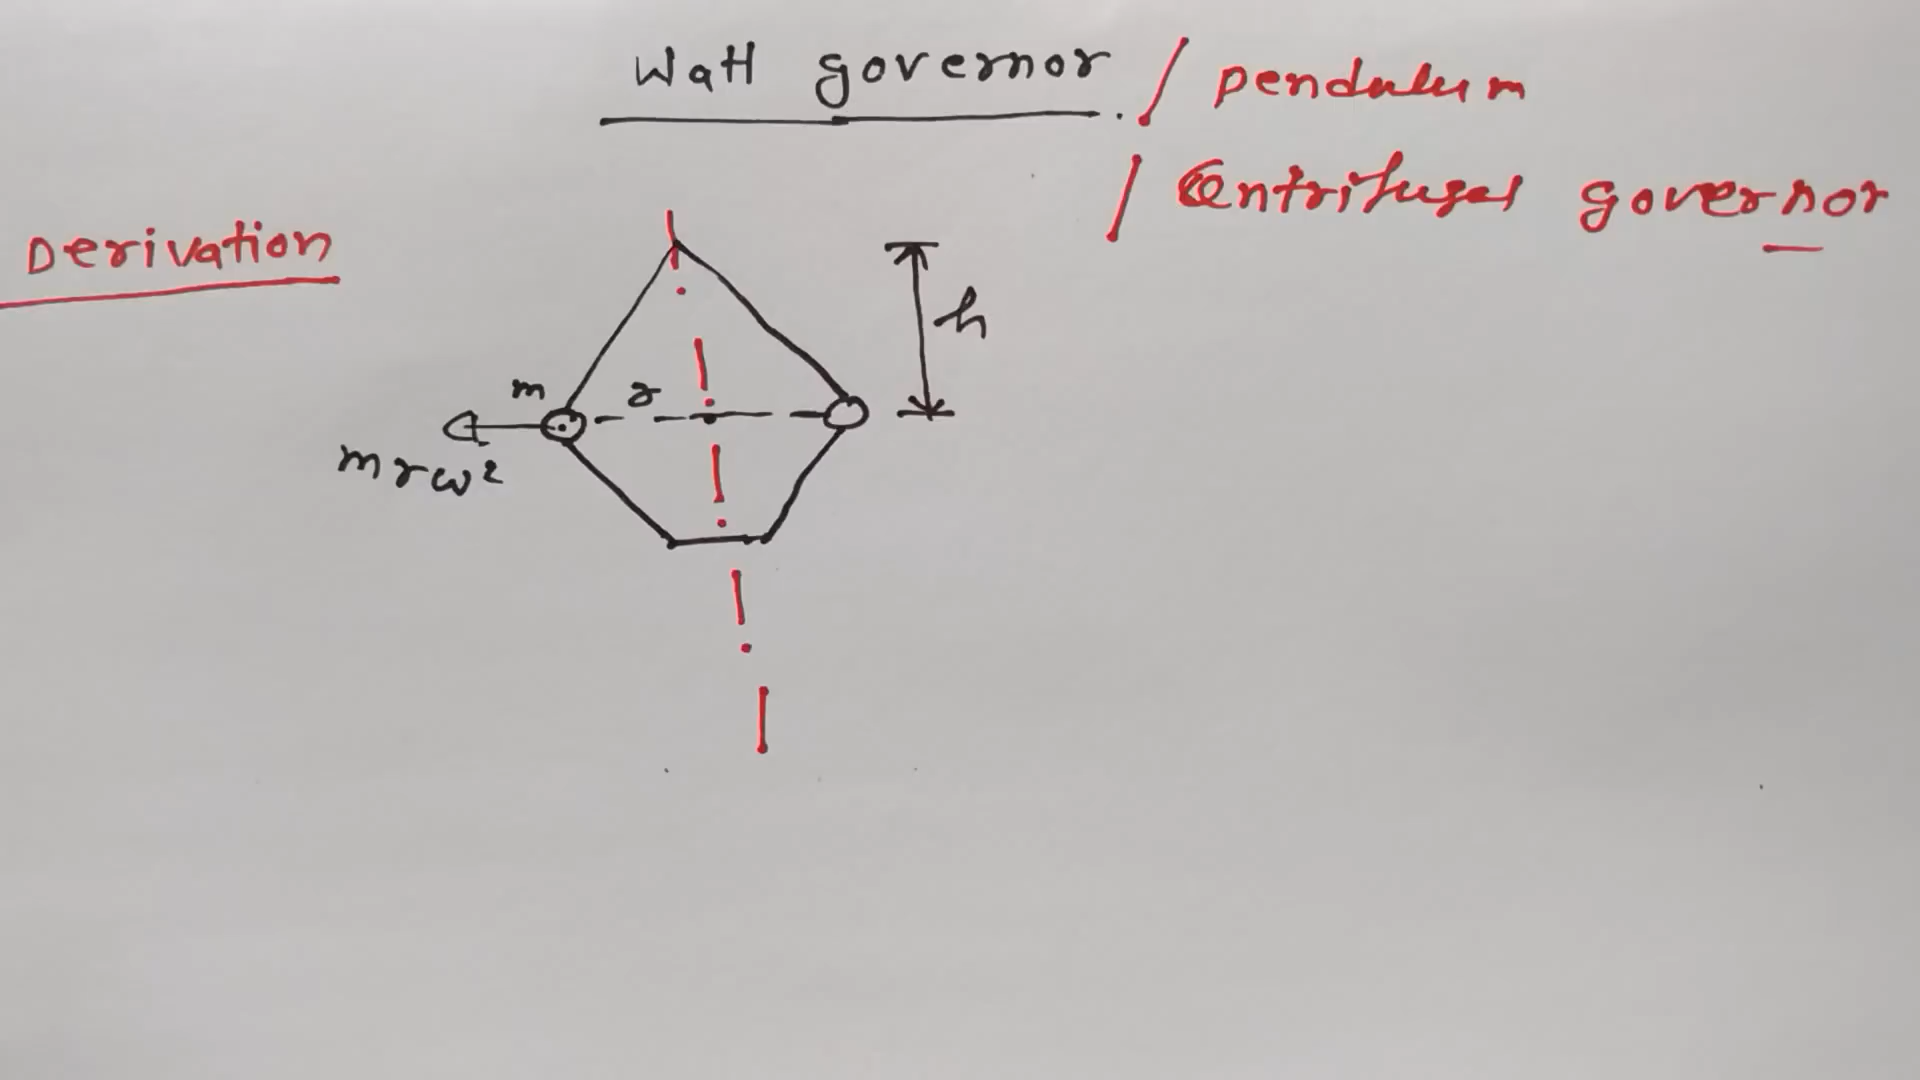 Watt governor. / pendulum
/ Centrifugal governor
Derivation
h
m r
mrω²